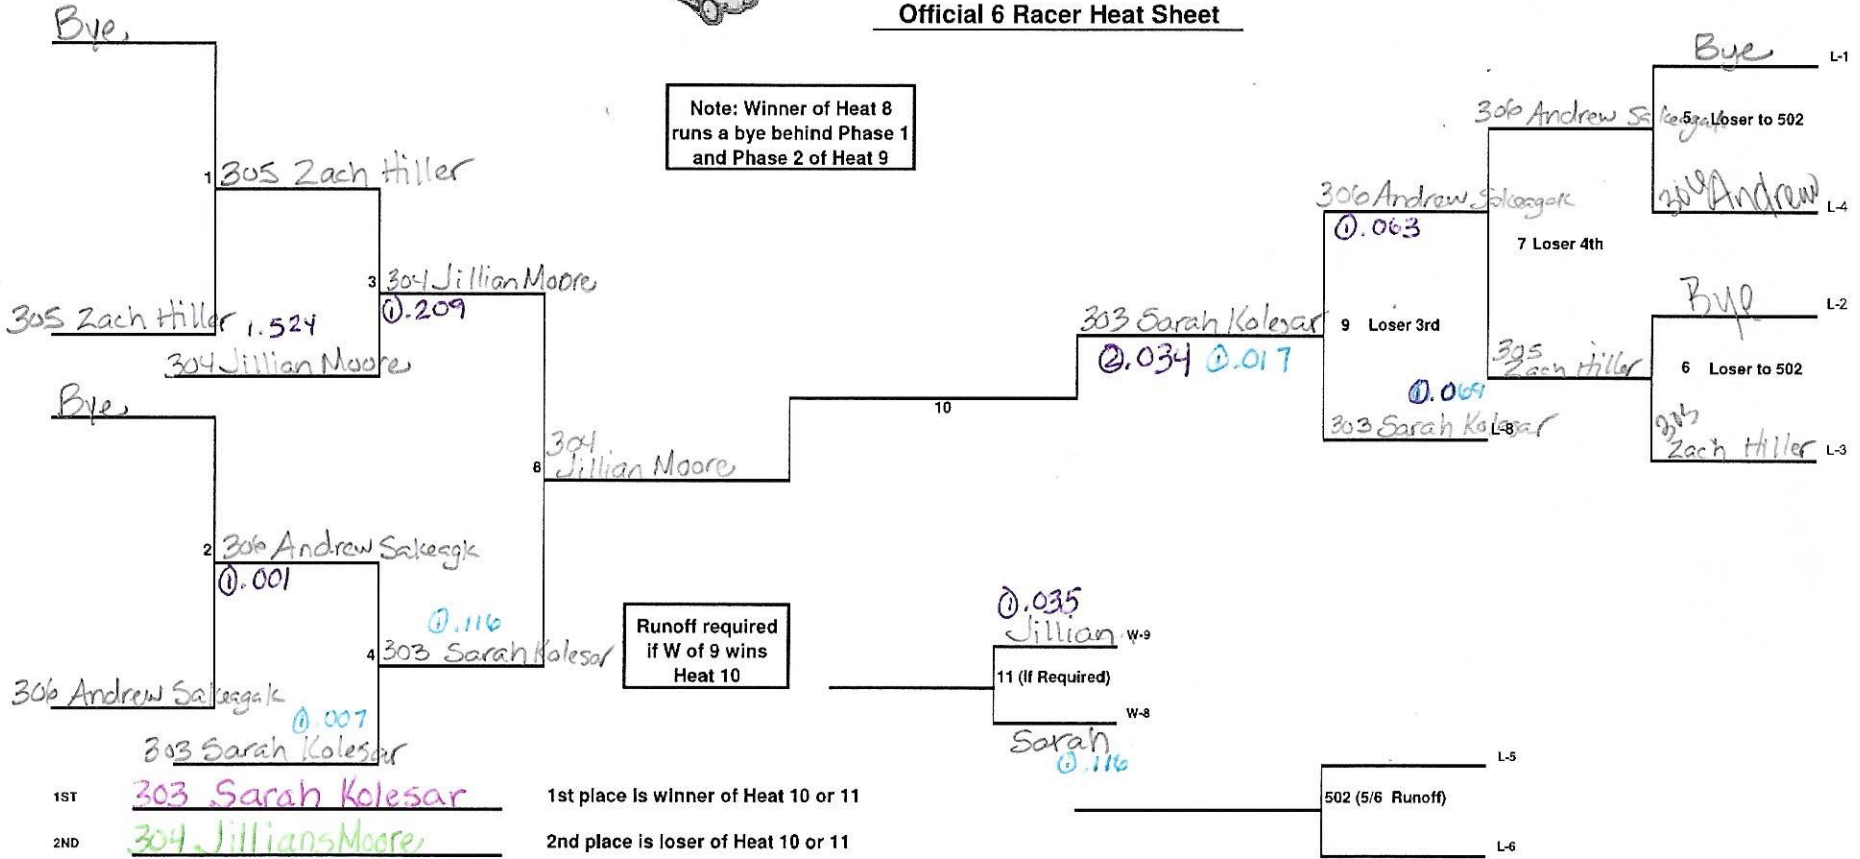 Official 6 Racer Heat Sheet
Bye
1
305 Zach Hiller
305 Zach Hiller 1.524
304 Jillian Moore
3
304 Jillian Moore
①.209
Bye
2
306 Andrew Sakeagk
①.001
306 Andrew Sakeagak
①.007
303 Sarah Kolesar
①.116
4
303 Sarah Kolesar
8
304
Jillian Moore
Note: Winner of Heat 8
runs a bye behind Phase 1
and Phase 2 of Heat 9
10
303 Sarah Kolesar
②.034 ①.017
306 Andrew Sakeagak
①.063
9 Loser 3rd
①.069
303 Sarah Kolesar L-8
306 Andrew Sakeagak
7 Loser 4th
305
Zach Hiller
Bye L-1
5 Loser to 502
306 Andrew L-4
Bye L-2
6 Loser to 502
Zach Hiller L-3
Runoff required
if W of 9 wins
Heat 10
①.035
Jillian W-9
11 (If Required)
W-8
Sarah
①.116
L-5
502 (5/6 Runoff)
L-6
1ST 303 Sarah Kolesar 1st place is winner of Heat 10 or 11
2ND 304 Jillians Moore 2nd place is loser of Heat 10 or 11